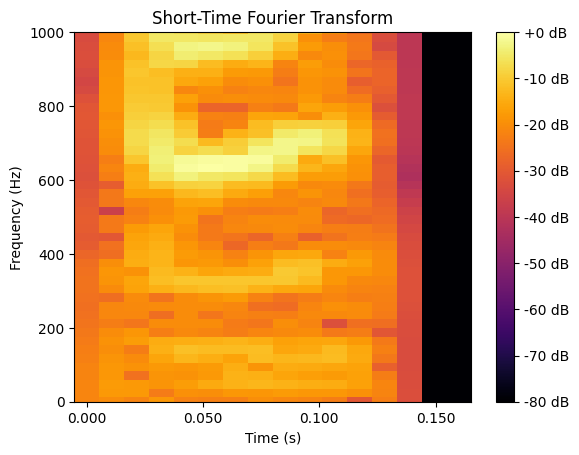 Short-Time Fourier Transform
Frequency (Hz)
1000
800
600
400
200
0
0.000
0.050
0.100
0.150
Time (s)
+0 dB
-10 dB
-20 dB
-30 dB
-40 dB
-50 dB
-60 dB
-70 dB
-80 dB